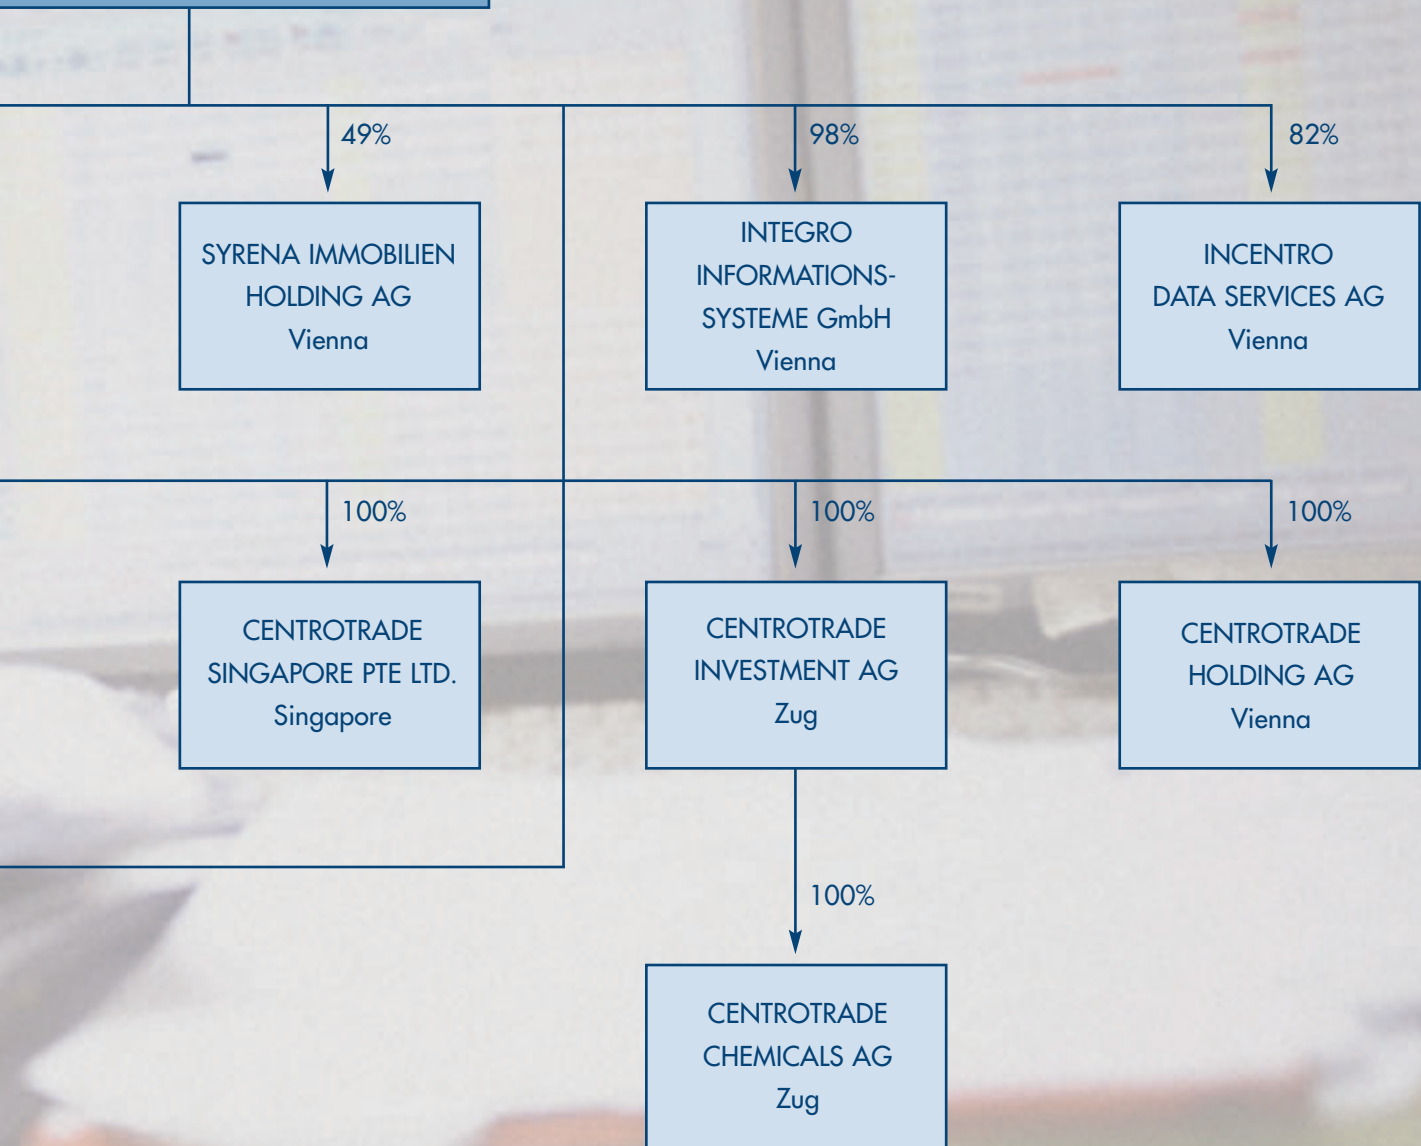 49%
98%
82%
SYRENA IMMOBILIEN
HOLDING AG
Vienna
INTEGRO
INFORMATIONS-
SYSTEME GmbH
Vienna
INCENTRO
DATA SERVICES AG
Vienna
100%
100%
100%
CENTROTRADE
SINGAPORE PTE LTD.
Singapore
CENTROTRADE
INVESTMENT AG
Zug
CENTROTRADE
HOLDING AG
Vienna
100%
CENTROTRADE
CHEMICALS AG
Zug